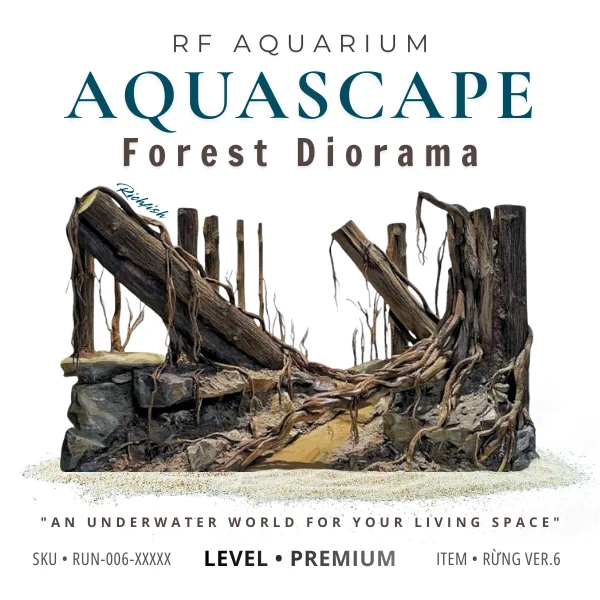 RF AQUARIUM
AQUASCAPE
Forest Diorama
Richfish
"AN UNDERWATER WORLD FOR YOUR LIVING SPACE"
SKU • RUN-006-XXXXX LEVEL • PREMIUM ITEM • RỪNG VER.6